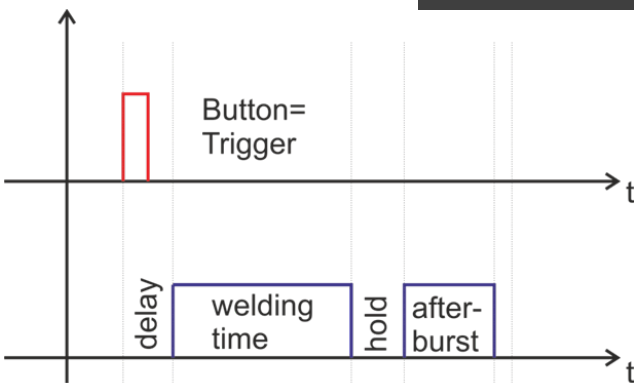 Button=
Trigger
t
delay
welding
time
hold
after-
burst
t